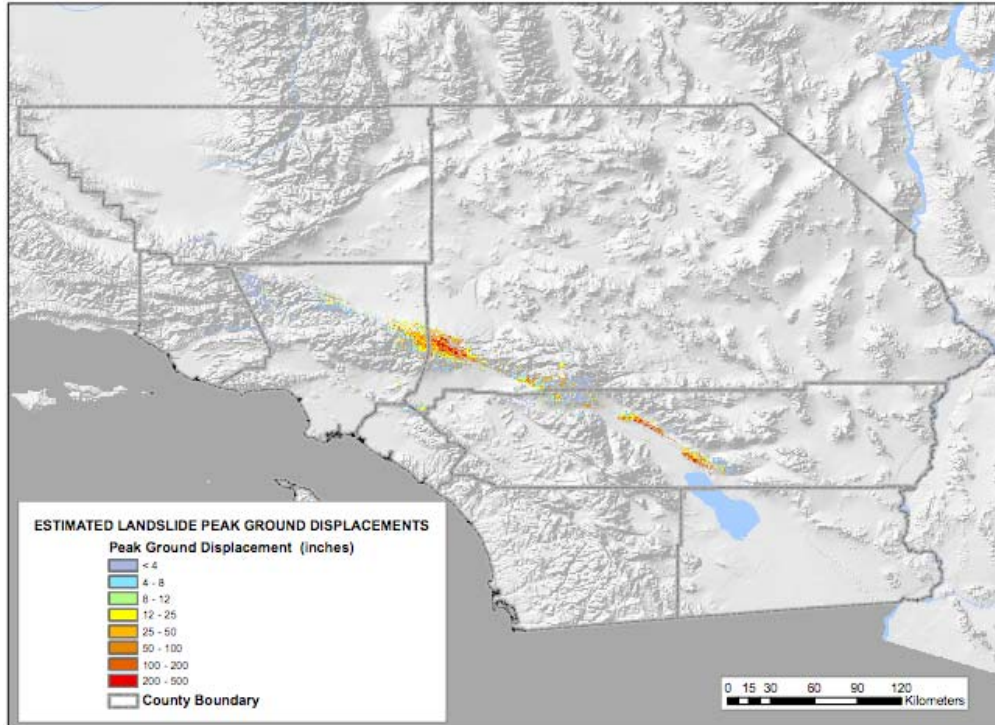 ESTIMATED LANDSLIDE PEAK GROUND DISPLACEMENTS
Peak Ground Displacement (inches)
< 4
4 - 8
8 - 12
12 - 25
25 - 50
50 - 100
100 - 200
200 - 500
County Boundary
0 15 30 60 90 120
Kilometers